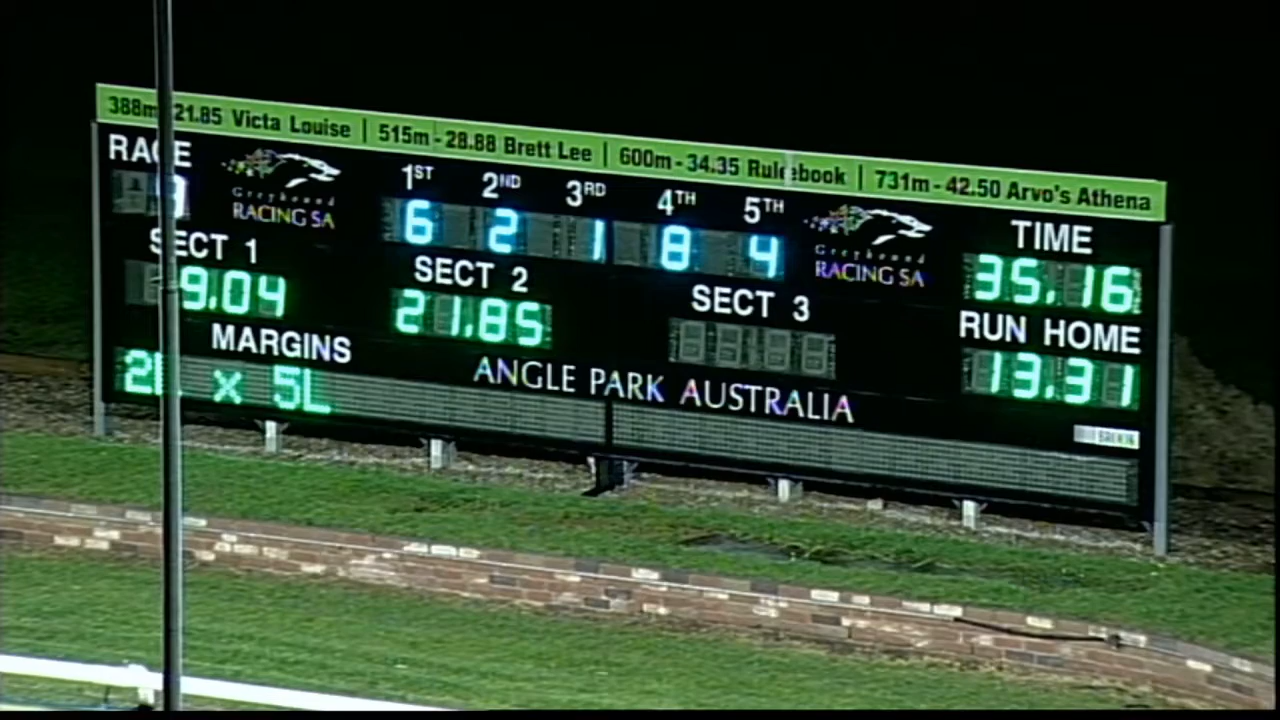 388m 21.85 Victa Louise | 515m - 28.88 Brett Lee | 600m - 34.35 Rulebook | 731m - 42.50 Arvo's Athena
RACE
Greyhound
RACING SA
1ST 2ND 3RD 4TH 5TH
6 2 1 8 4
Greyhound
RACING SA
TIME
35.16
SECT 1
9.04
SECT 2
21.85
SECT 3
RUN HOME
13.31
MARGINS
2L x 5L
ANGLE PARK AUSTRALIA